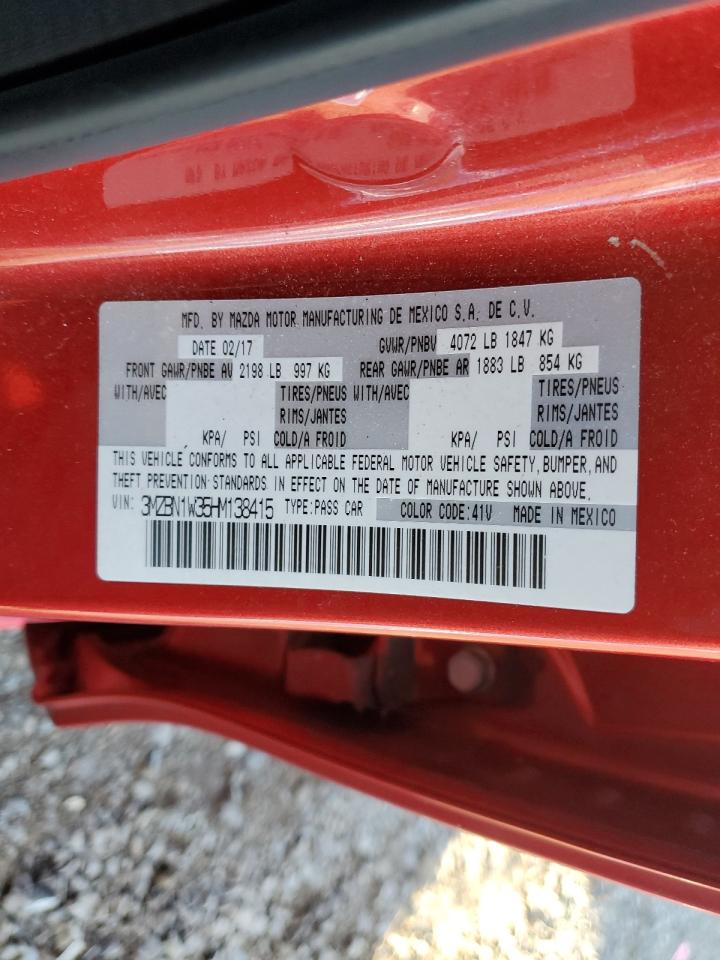 MFD. BY MAZDA MOTOR MANUFACTURING DE MEXICO S.A. DE C.V.
DATE 02/17 GVWR/PNBV 4072 LB 1847 KG
FRONT GAWR/PNBE AV 2198 LB 997 KG REAR GAWR/PNBE AR 1883 LB 854 KG
WITH/AVEC TIRES/PNEUS WITH/AVEC TIRES/PNEUS
RIMS/JANTES RIMS/JANTES
KPA/ PSI COLD/A FROID KPA/ PSI COLD/A FROID
THIS VEHICLE CONFORMS TO ALL APPLICABLE FEDERAL MOTOR VEHICLE SAFETY, BUMPER, AND
THEFT PREVENTION STANDARDS IN EFFECT ON THE DATE OF MANUFACTURE SHOWN ABOVE.
VIN: 3MZBN1W35HM138415 TYPE: PASS CAR COLOR CODE: 41V MADE IN MEXICO